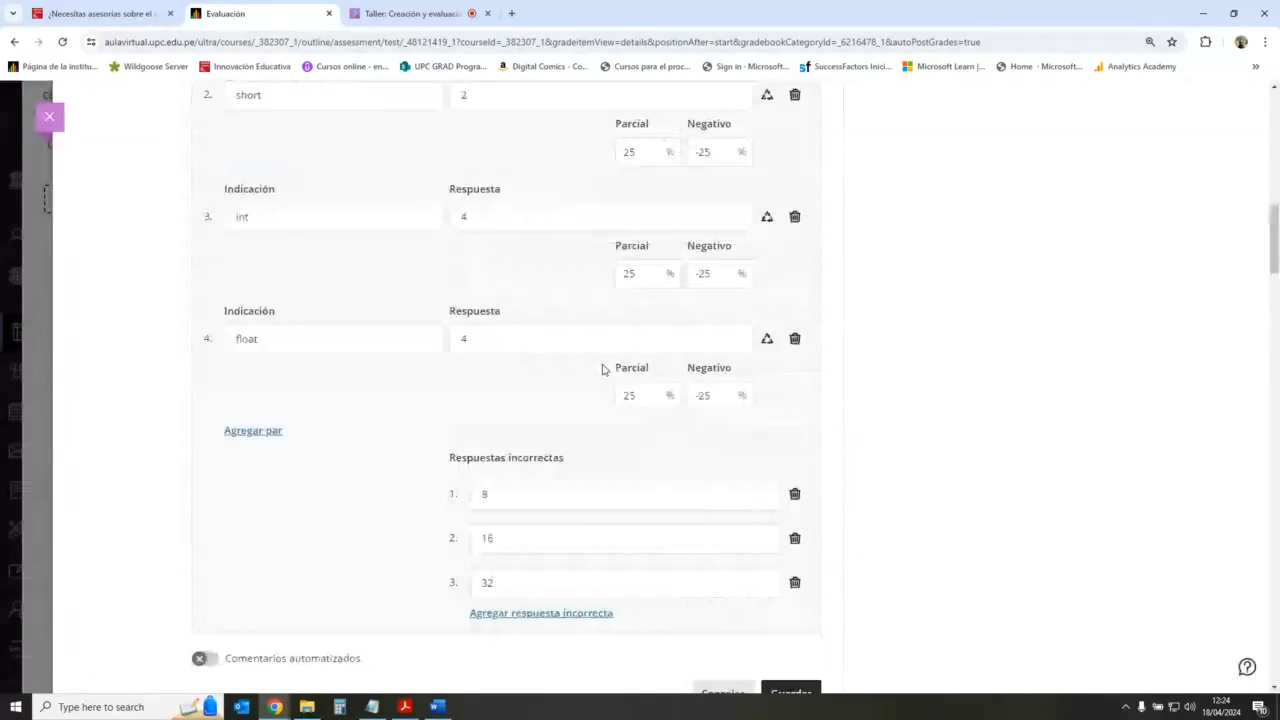 ¿Necesitas asesorías sobre el
Evaluación
Taller: Creación y evaluació
aulavirtual.upc.edu.pe/ultra/courses/_382307_1/outline/assessment/test/_48121419_1?courseId=_382307_1&gradeitemView=details&positionAfter=start&gradebookCategoryId=_6216478_1&autoPostGrades=true
Página de la institu...
Wildgoose Server
Innovación Educativa
Cursos online - en...
UPC GRAD Progra...
Digital Comics - Co...
Cursos para el proc...
Sign in - Microsoft...
SuccessFactors Inici...
Microsoft Learn |...
Home · Microsoft...
Analytics Academy
2. short 2
Parcial Negativo
25 % -25 %
Indicación Respuesta
3. int 4
Parcial Negativo
25 % -25 %
Indicación Respuesta
4. float 4
Parcial Negativo
25 % -25 %
Agregar par
Respuestas incorrectas
1. 8
2. 16
3. 32
Agregar respuesta incorrecta
Comentarios automatizados
Cancelar Guardar
Type here to search
12:24
18/04/2024